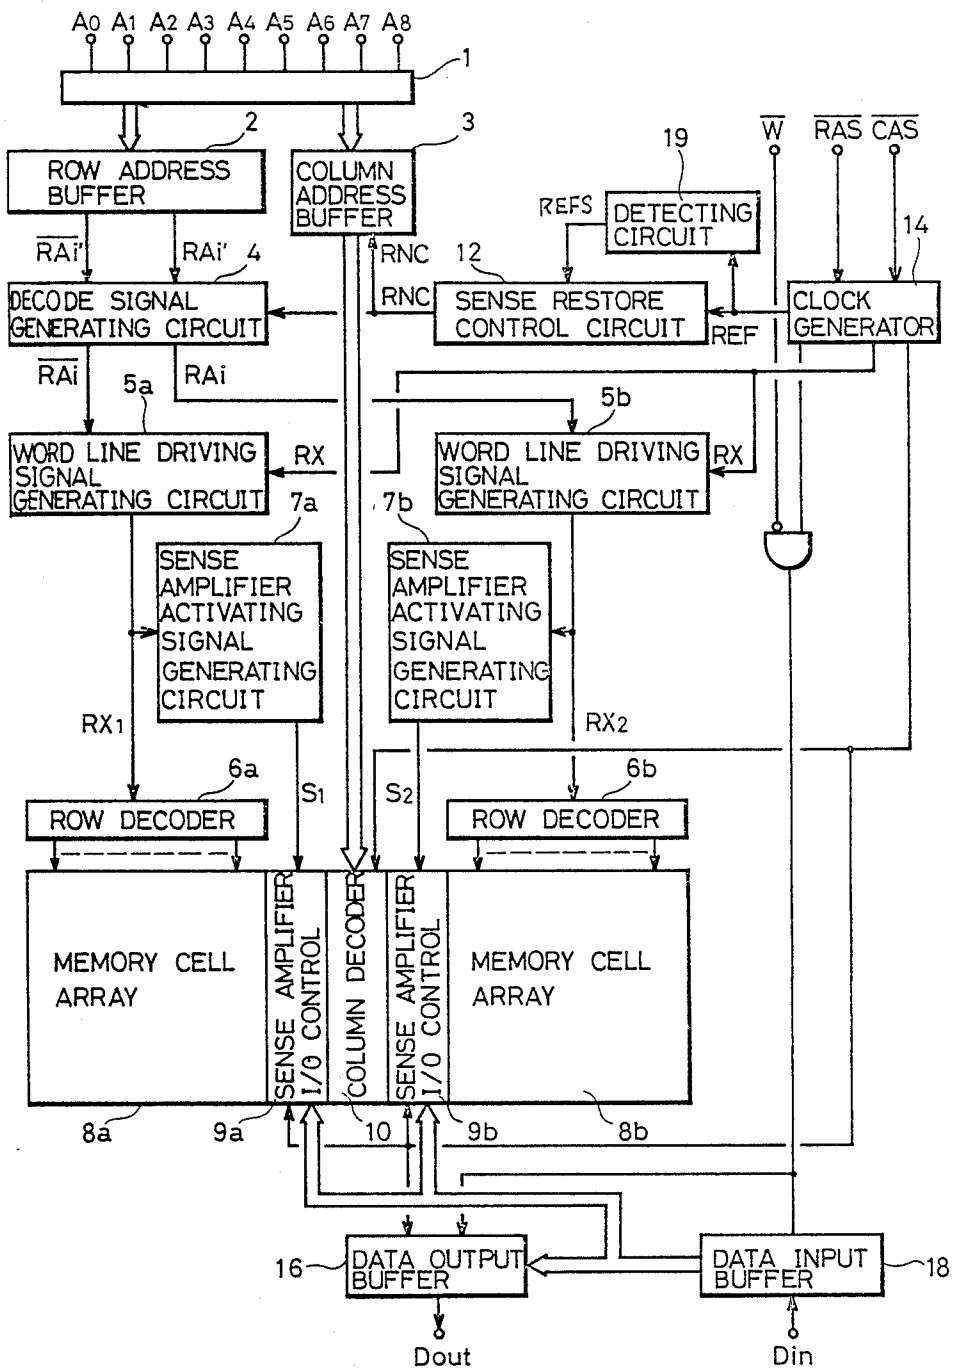 A0 A1 A2 A3 A4 A5 A6 A7 A8
1
2
3
W̅ R̅A̅S̅ C̅A̅S̅
ROW ADDRESS
BUFFER
COLUMN
ADDRESS
BUFFER
19
REFS
DETECTING
CIRCUIT
14
R̅A̅i̅'̅
RAi'
4
RNC
12
DECODE SIGNAL
GENERATING CIRCUIT
RNC
SENSE RESTORE
CONTROL CIRCUIT
REF
CLOCK
GENERATOR
R̅A̅i̅
RAi
5a
5b
WORD LINE DRIVING
SIGNAL
GENERATING CIRCUIT
RX
WORD LINE DRIVING
SIGNAL
GENERATING CIRCUIT
RX
7a
7b
SENSE
AMPLIFIER
ACTIVATING
SIGNAL
GENERATING
CIRCUIT
SENSE
AMPLIFIER
ACTIVATING
SIGNAL
GENERATING
CIRCUIT
RX1
RX2
6a
S1
S2
6b
ROW DECODER
ROW DECODER
MEMORY CELL
ARRAY
SENSE AMPLIFIER
I/O CONTROL
COLUMN DECODER
SENSE AMPLIFIER
I/O CONTROL
MEMORY CELL
ARRAY
8a
9a
10
9b
8b
16
DATA OUTPUT
BUFFER
DATA INPUT
BUFFER
18
Dout
Din